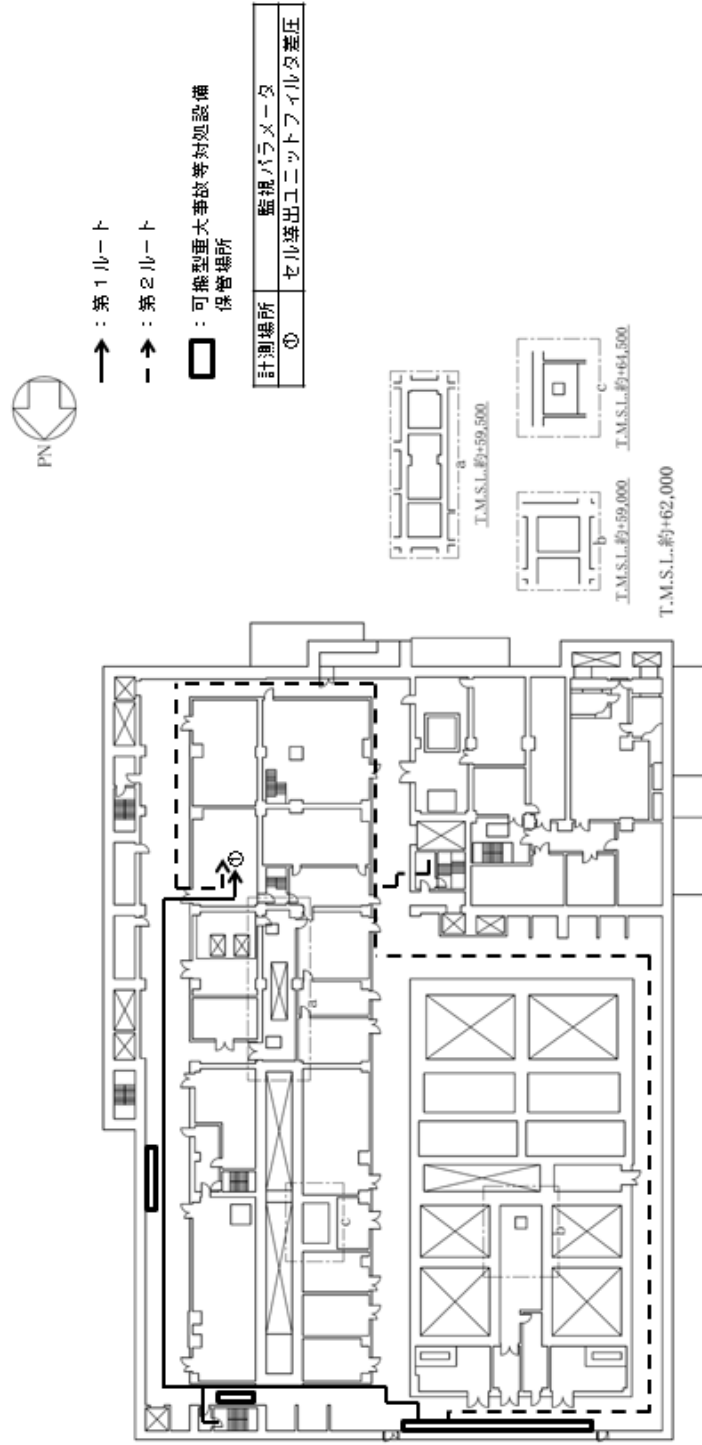 PN
：第１ルート
：第２ルート
：可搬型重大事故等対処設備
保管場所
計測場所
監視パラメータ
①
セル導出ユニットフィルタ差圧
a
T.M.S.L.約+59,500
b
T.M.S.L.約+59,000
c
T.M.S.L.約+64,500
T.M.S.L.約+62,000
①
a
c
b